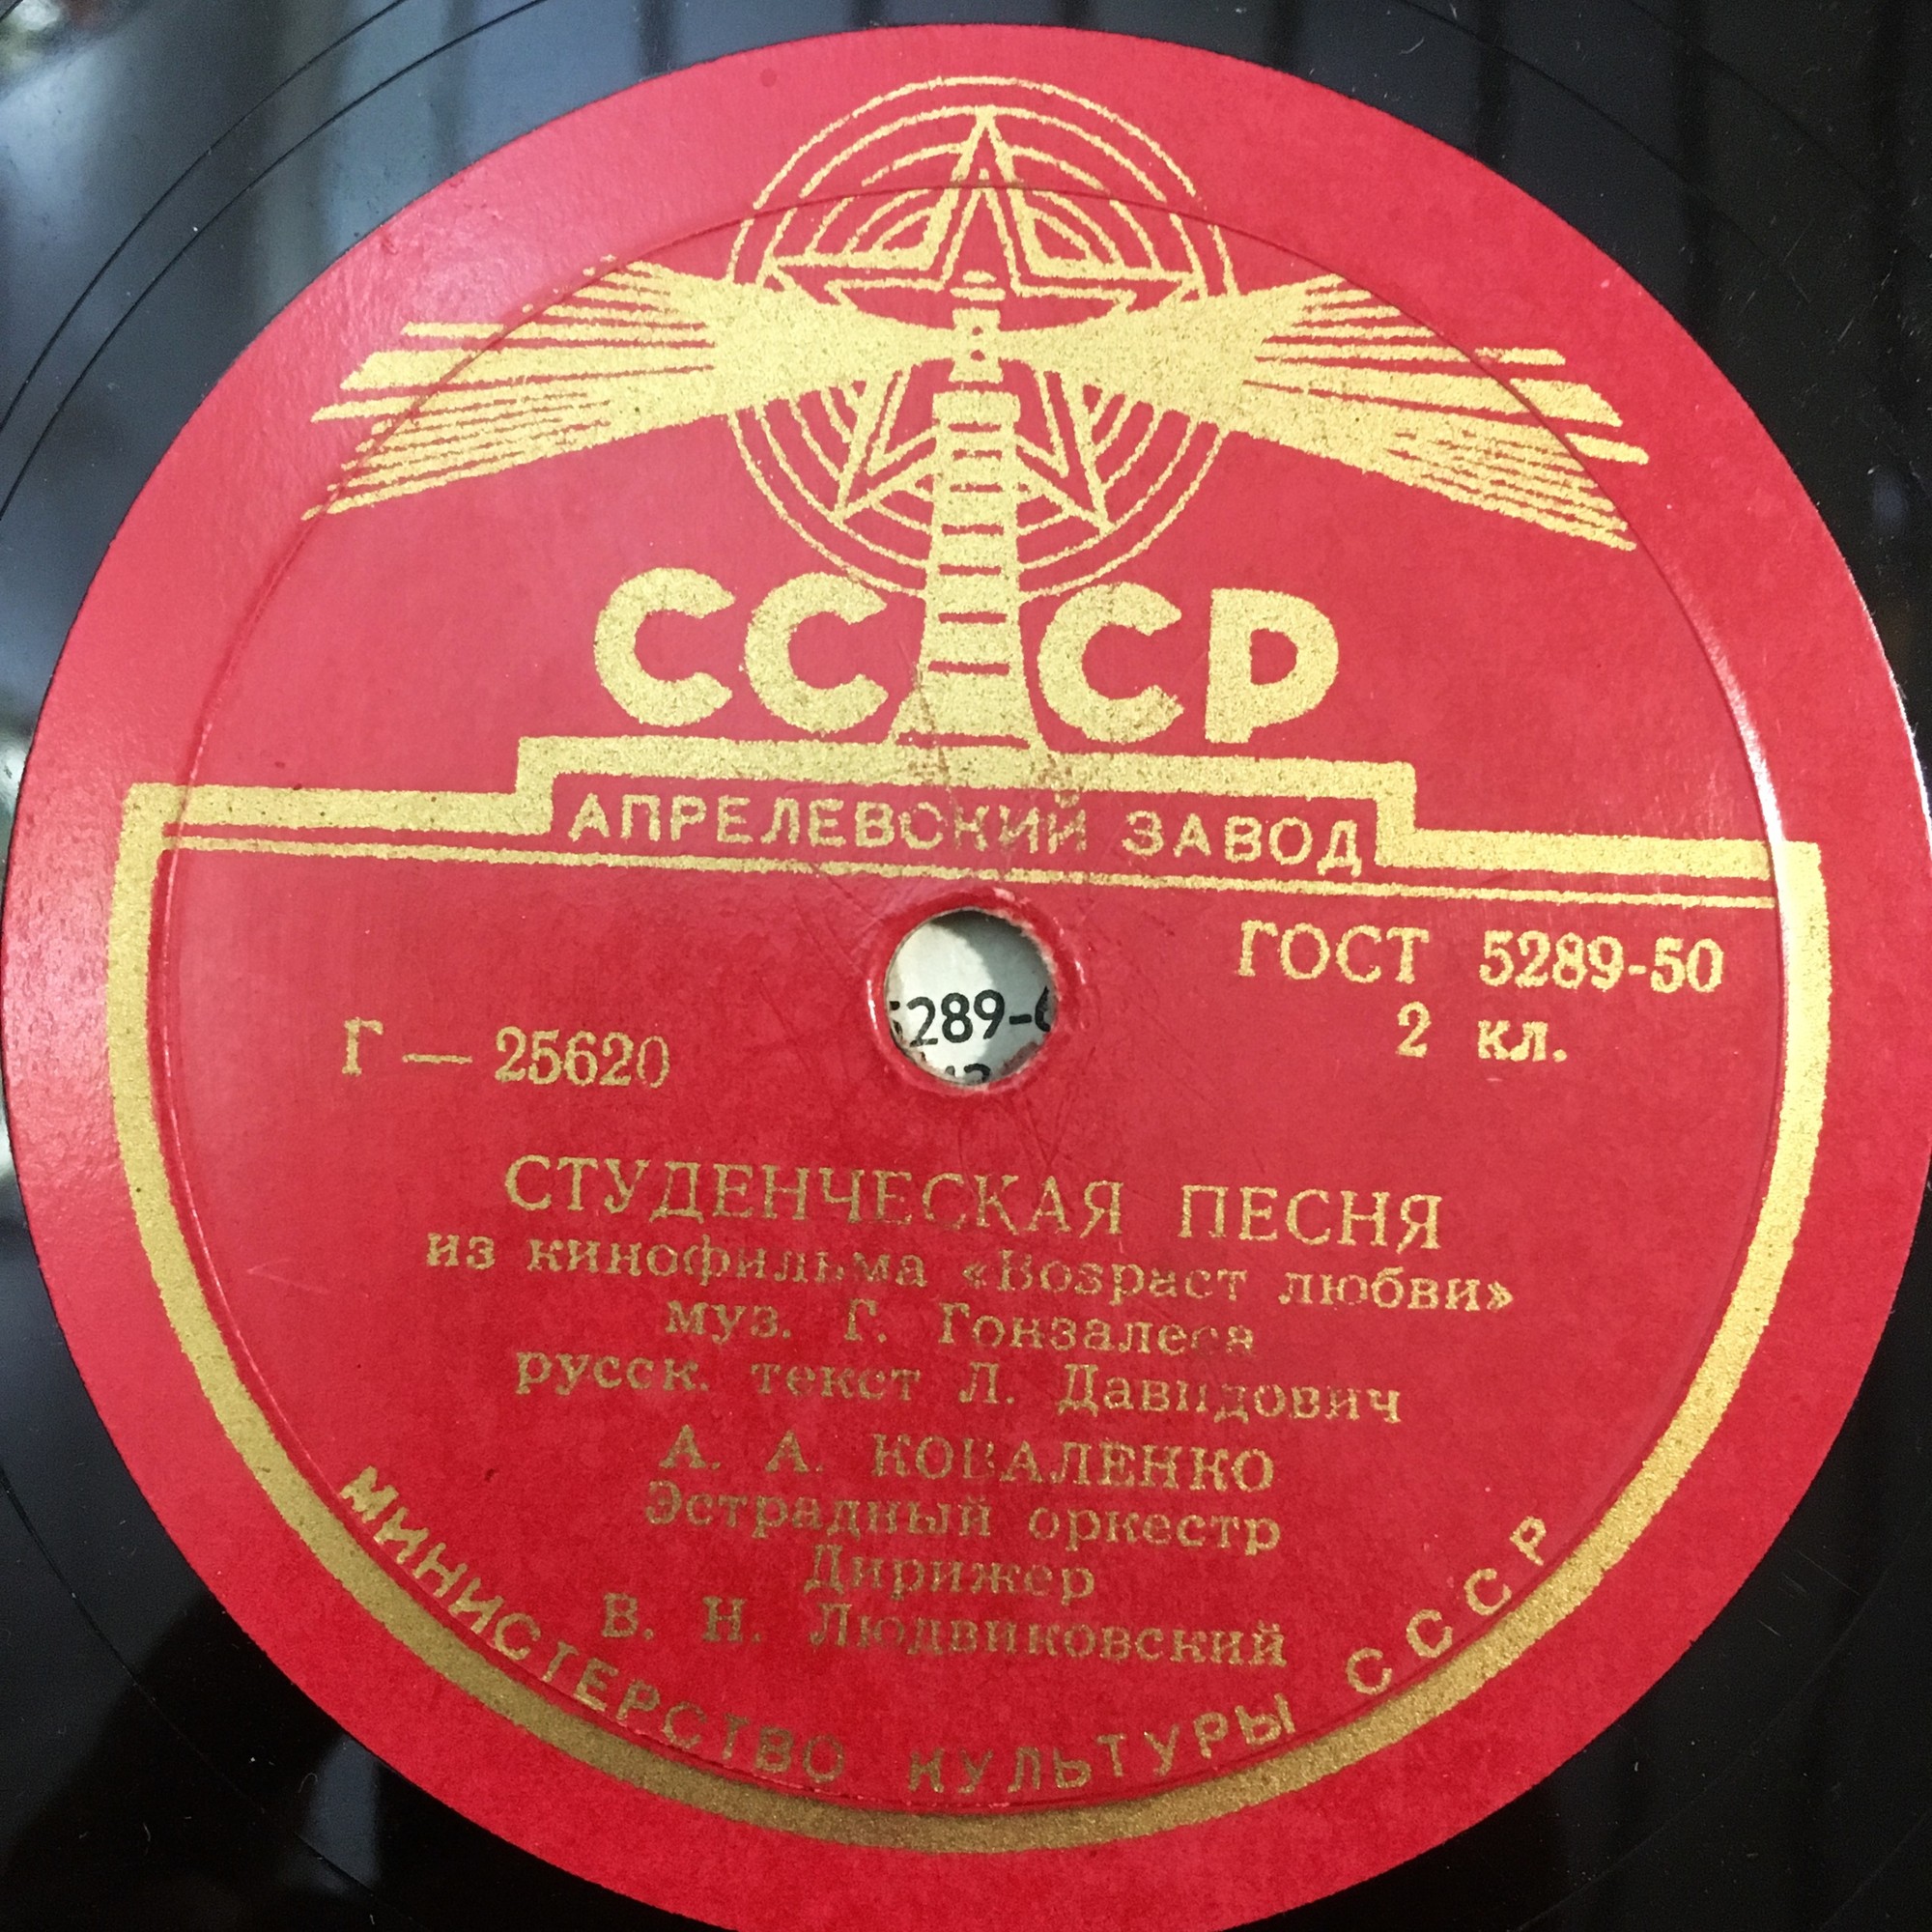 СССР
АПРЕЛЕВСКИЙ ЗАВОД
ГОСТ 5289-50
2 кл.
289-
Г — 25620
СТУДЕНЧЕСКАЯ ПЕСНЯ
из кинофильма «Возраст любви»
муз. Г. Гонзалеса
русск. текст Л. Давидович
А. А. КОВАЛЕНКО
Эстрадный оркестр
Дирижер
В. Н. Людвиковский
МИНИСТЕРСТВО КУЛЬТУРЫ СССР